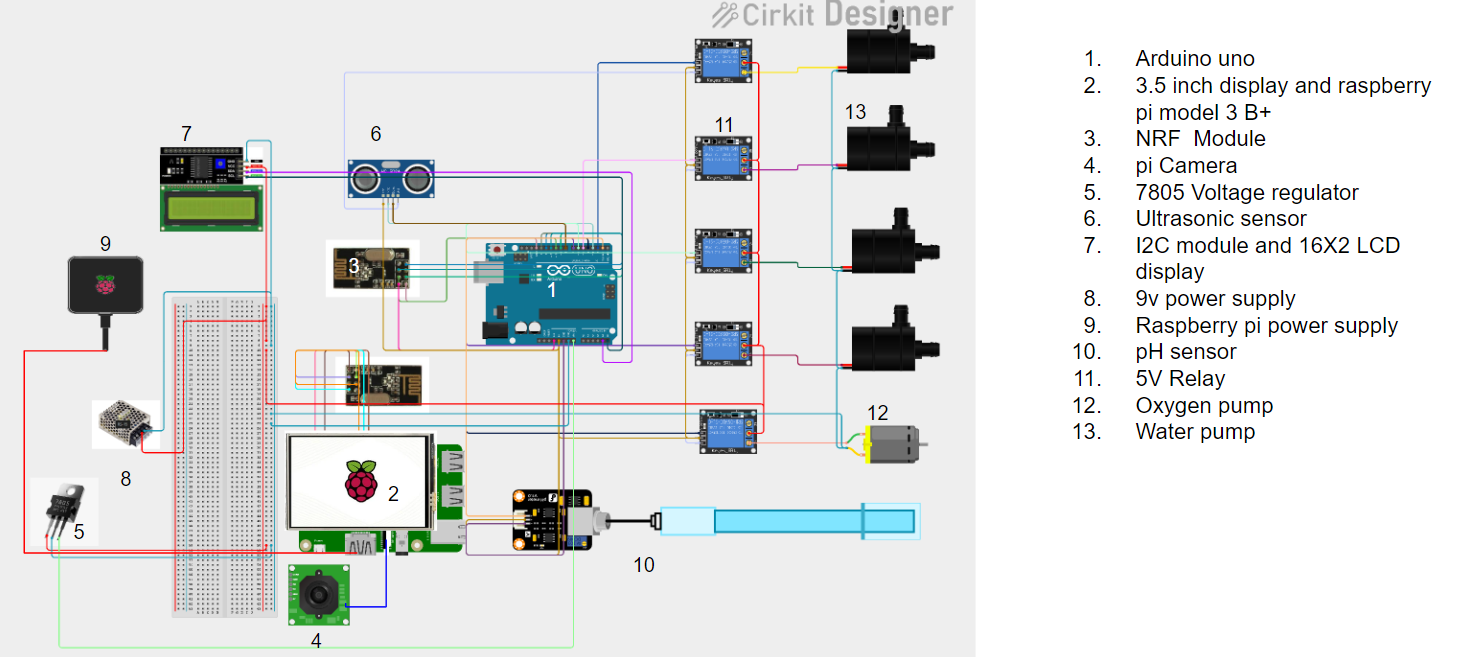 Cirkit Designer
7
6
11
13
9
3
1
UNO
12
8
2
5
10
4
1. Arduino uno
2. 3.5 inch display and raspberry
pi model 3 B+
3. NRF  Module
4. pi Camera
5. 7805 Voltage regulator
6. Ultrasonic sensor
7. I2C module and 16X2 LCD
display
8. 9v power supply
9. Raspberry pi power supply
10. pH sensor
11. 5V Relay
12. Oxygen pump
13. Water pump